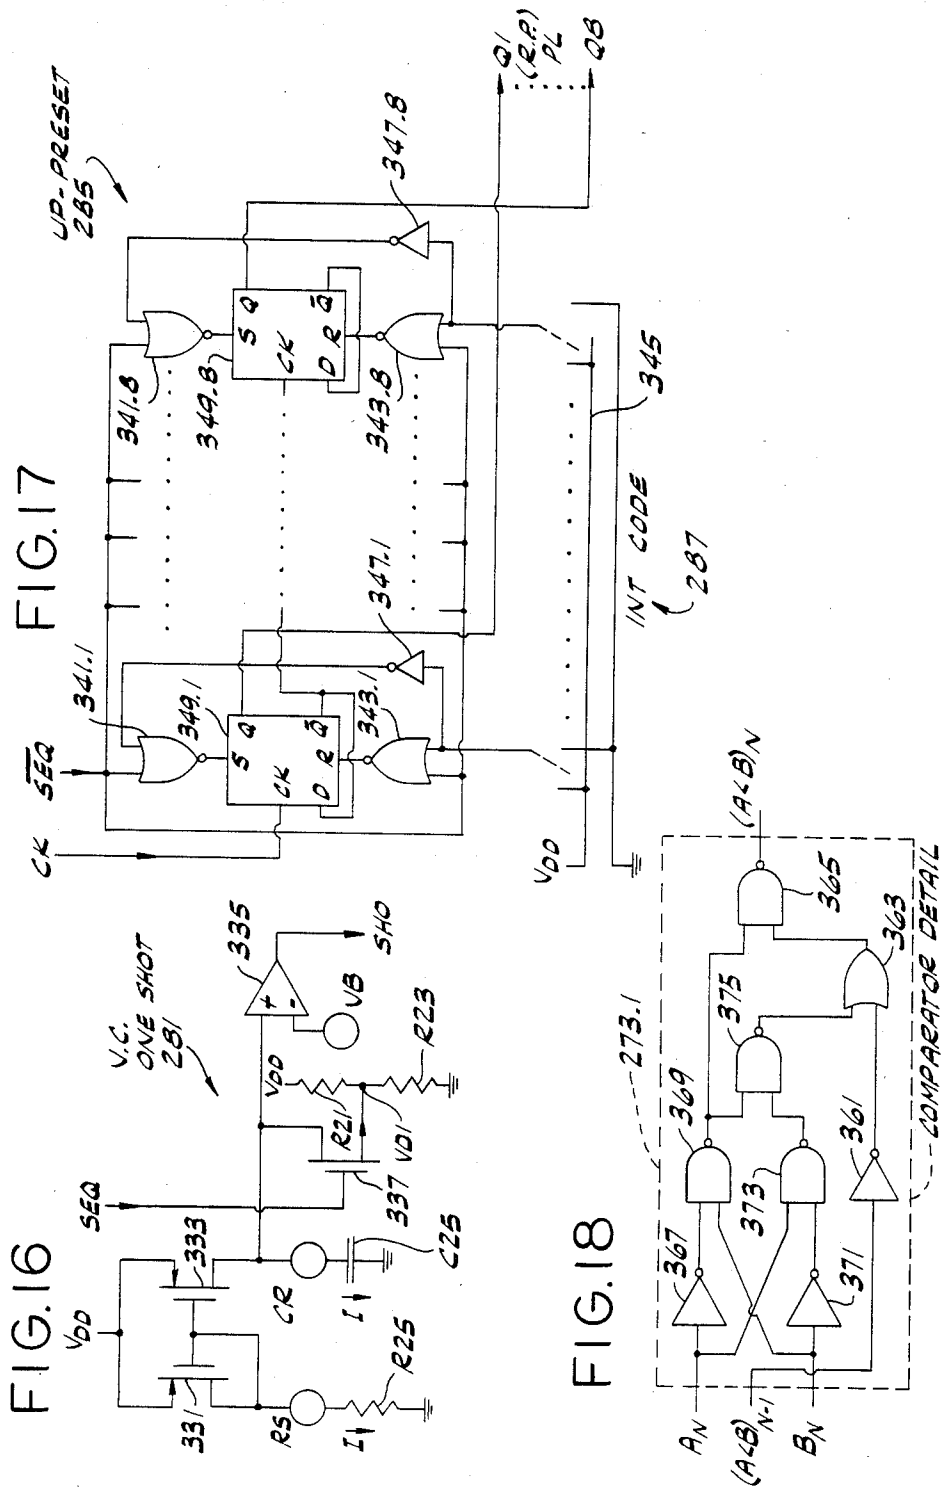 FIG.16
VDD
331
333
RS
I
R25
CR
I
C25
SEQ
337
VDD
R21
VD1
R23
V.C.
ONE SHOT
281
+
-
335
VB
SHO
FIG.17
CK
SEQ
341.1
349.1
S
Q
CK
D
R
Q
343.1
347.1
341.8
349.8
S
Q
CK
D
R
Q
343.8
347.8
UP-PRESET
285
Q1
(R.P.)
PL
Q8
VDD
345
INT CODE
287
FIG.18
AN
(A<B)N-1
BN
367
371
369
373
375
361
363
365
273.1
(A<B)N
COMPARATOR DETAIL